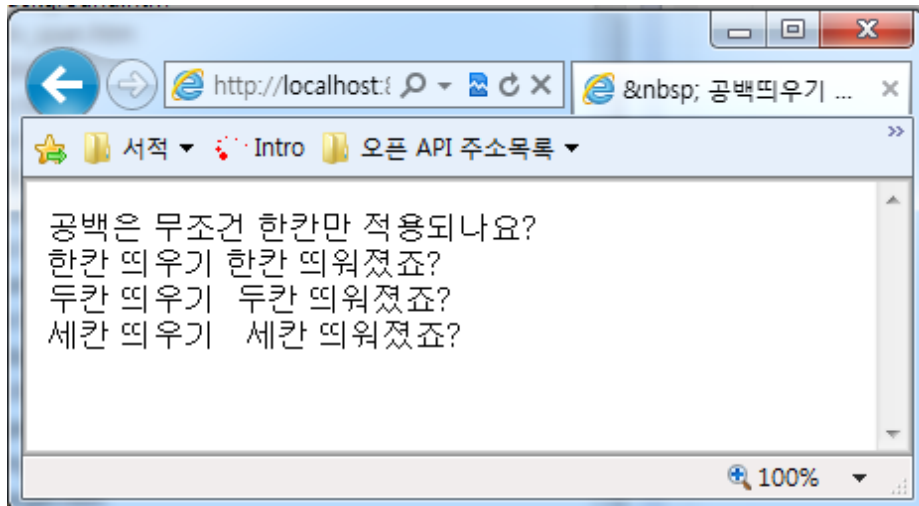 http://localhost:8
&nbsp; 공백띄우기 ...
서적
Intro
오픈 API 주소목록
공백은 무조건 한칸만 적용되나요?
한칸 띄우기 한칸 띄워졌죠?
두칸 띄우기  두칸 띄워졌죠?
세칸 띄우기   세칸 띄워졌죠?
100%